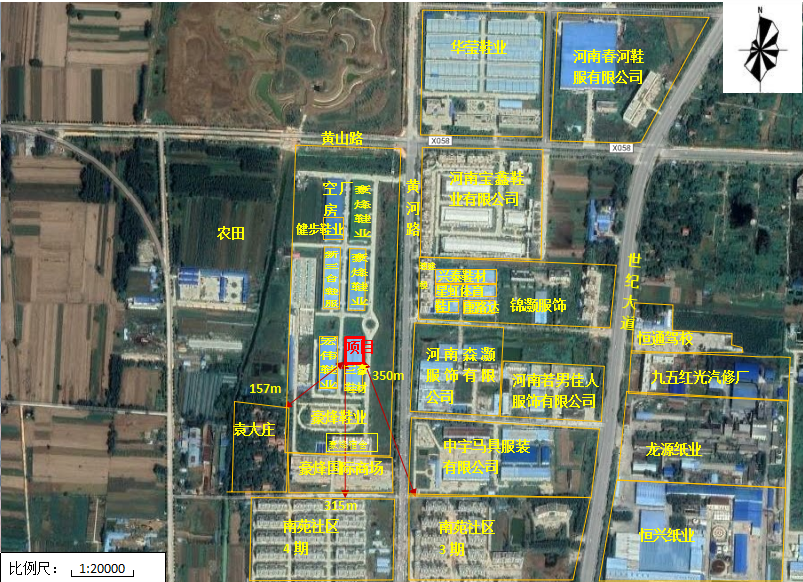 N
华莹鞋业
河南春河鞋
服有限公司
黄山路
X058
X058
空厂
房
豪烽鞋业
黄河路
河南宝鑫鞋
业有限公司
农田
健步鞋业
豪烽鞋业
世纪大道
兴泰鞋材
锦灏服饰
恒通驾校
项目
河南森灏
服饰有限
公司
350m
157m
河南若男佳人
服饰有限公司
九五红光汽修厂
豪烽鞋业
袁大庄
中宇马具服装
有限公司
龙源纸业
豪烽国际商场
315m
南苑社区
4期
南苑社区
3期
恒兴纸业
比例尺：
1:20000